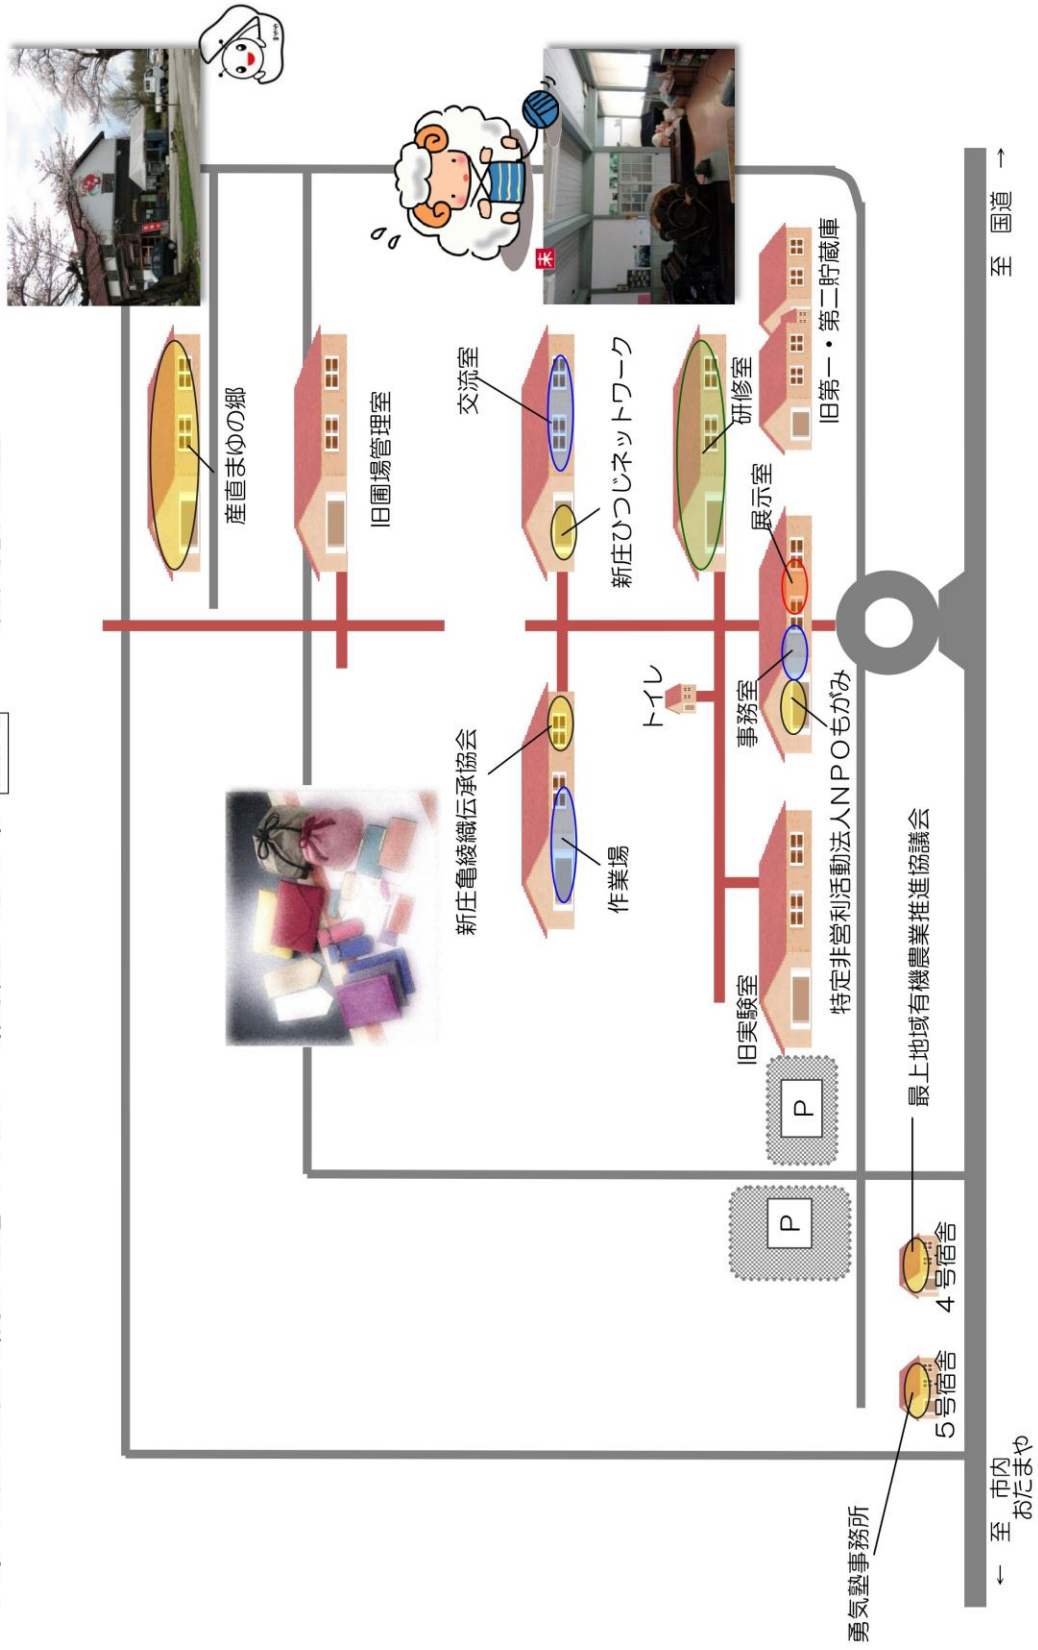 産直まゆの郷
旧圃場管理室
交流室
新庄ひつじネットワーク
未
新庄亀綾織伝承協会
作業場
トイレ
研修室
旧第一・第二貯蔵庫
展示室
事務室
特定非営利活動法人NPOもがみ
旧実験室
P
P
最上地域有機農業推進協議会
4号宿舎
5号宿舎
勇気塾事務所
← 至 市内
おたまや
至 国道 →